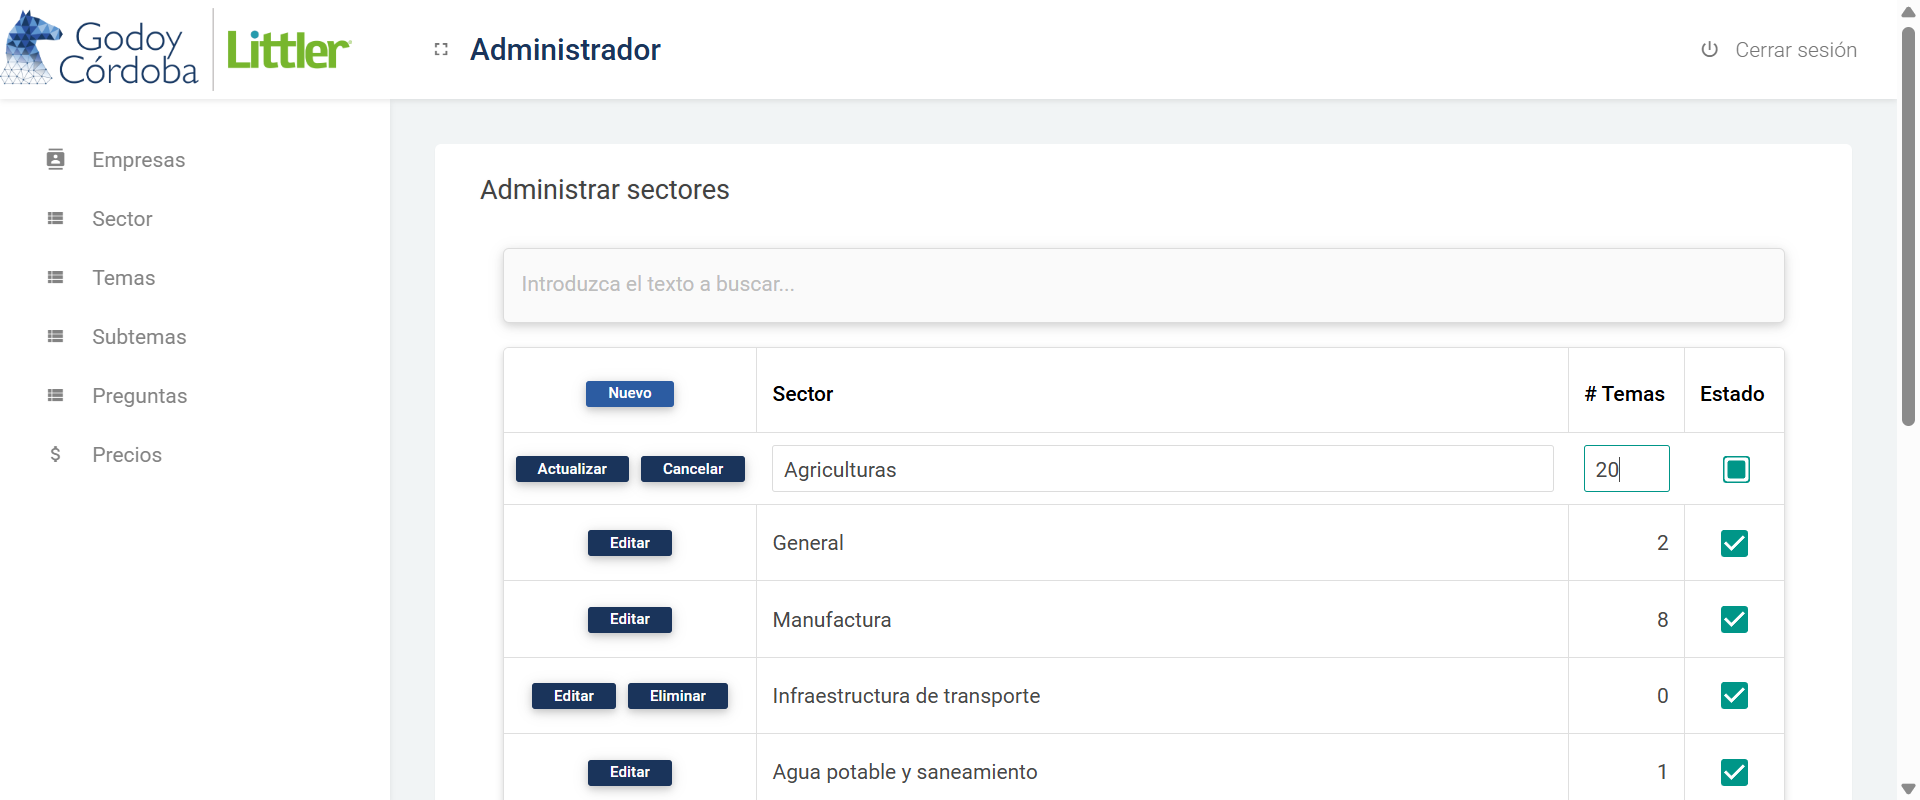 Godoy
Córdoba
Littler
Administrador
Cerrar sesión
Empresas
Sector
Temas
Subtemas
Preguntas
Precios
Administrar sectores
Introduzca el texto a buscar...
Nuevo Sector # Temas Estado
Actualizar Cancelar Agriculturas 20
Editar General 2
Editar Manufactura 8
Editar Eliminar Infraestructura de transporte 0
Editar Agua potable y saneamiento 1